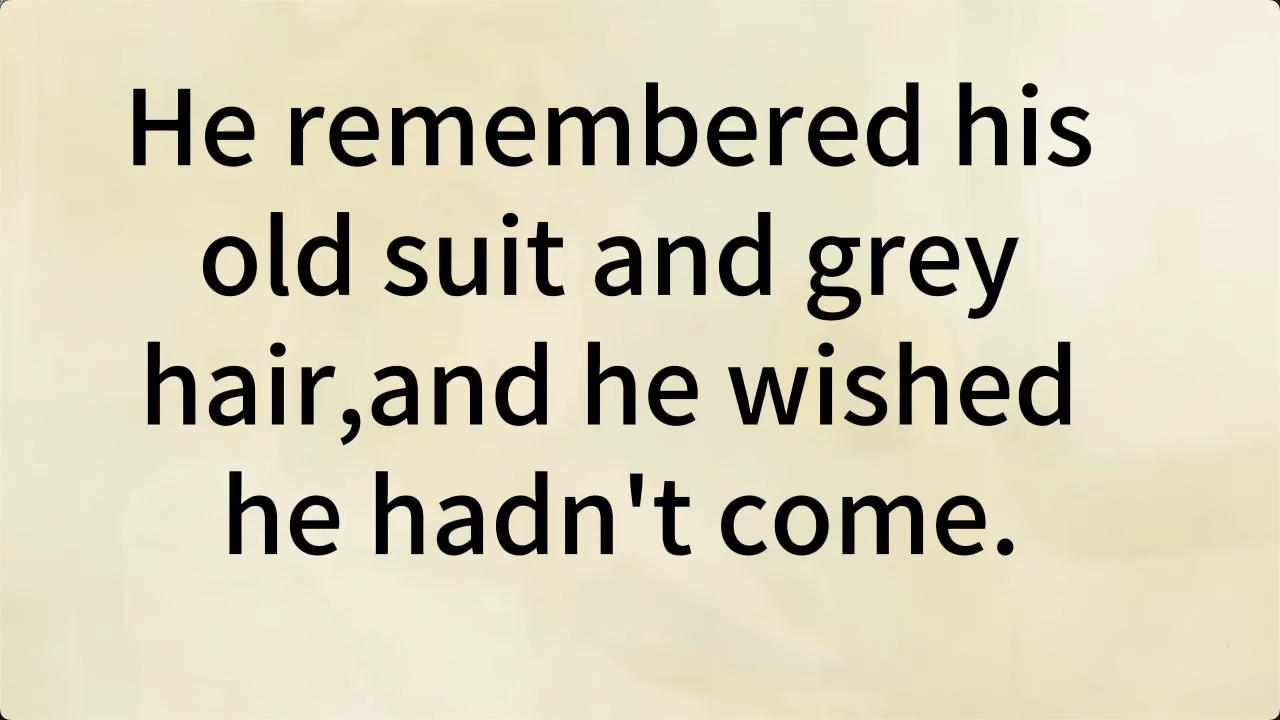 He remembered his
old suit and grey
hair,and he wished
he hadn't come.